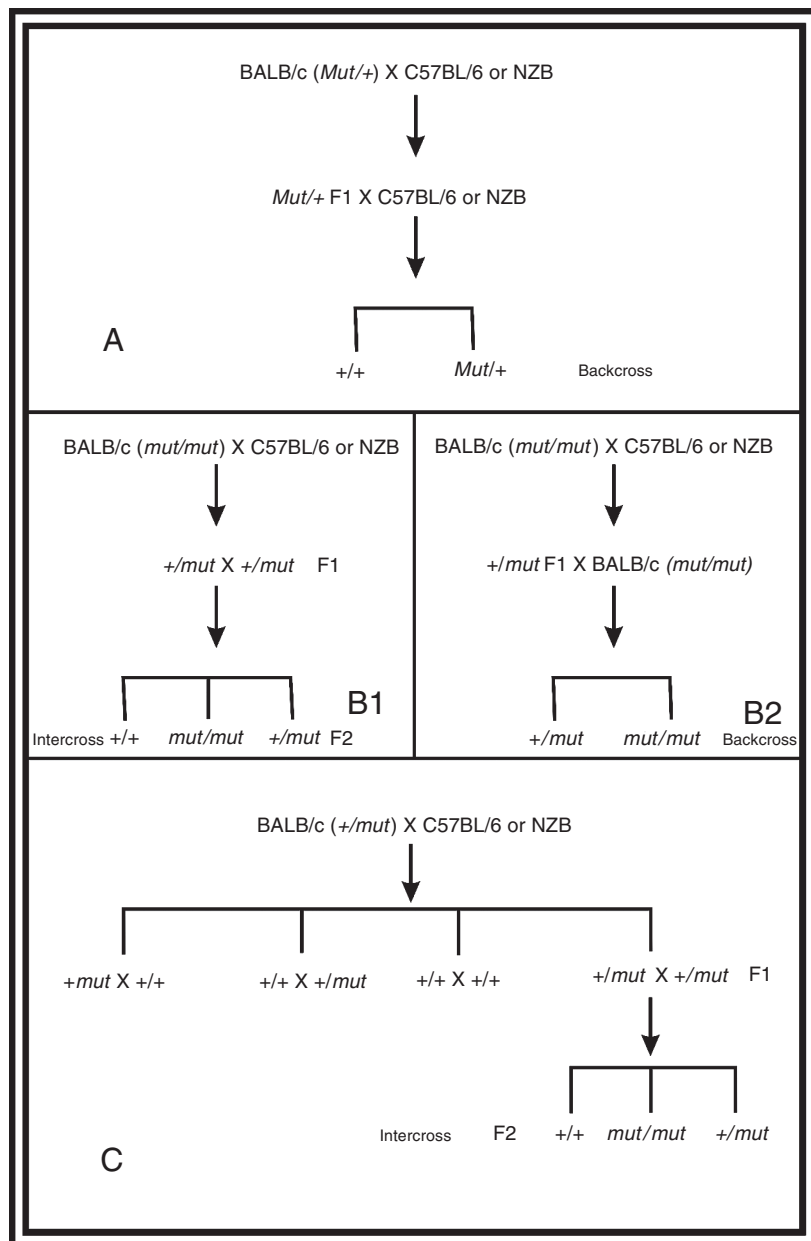 BALB/c (Mut/+) X C57BL/6 or NZB
Mut/+ F1 X C57BL/6 or NZB
A
+/+ Mut/+ Backcross
BALB/c (mut/mut) X C57BL/6 or NZB
+/mut X +/mut F1
B1
Intercross +/+ mut/mut +/mut F2
BALB/c (mut/mut) X C57BL/6 or NZB
+/mut F1 X BALB/c (mut/mut)
B2
+/mut mut/mut Backcross
BALB/c (+/mut) X C57BL/6 or NZB
+mut X +/+ +/+ X +/mut +/+ X +/+ +/mut X +/mut F1
Intercross F2 +/+ mut/mut +/mut
C